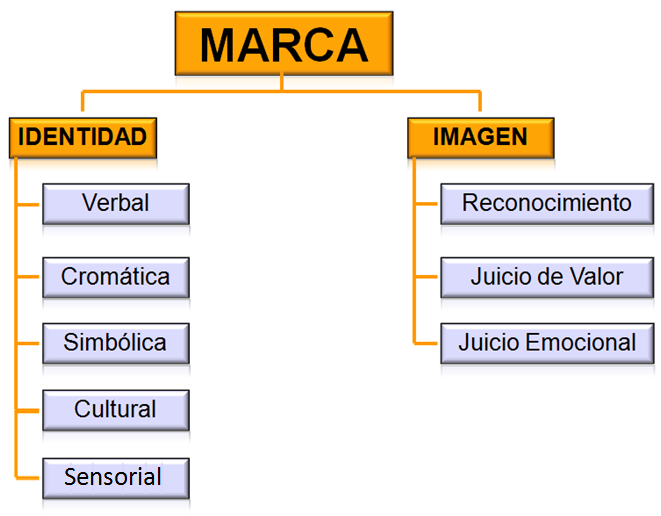 MARCA
IDENTIDAD
Verbal
Cromática
Simbólica
Cultural
Sensorial
IMAGEN
Reconocimiento
Juicio de Valor
Juicio Emocional